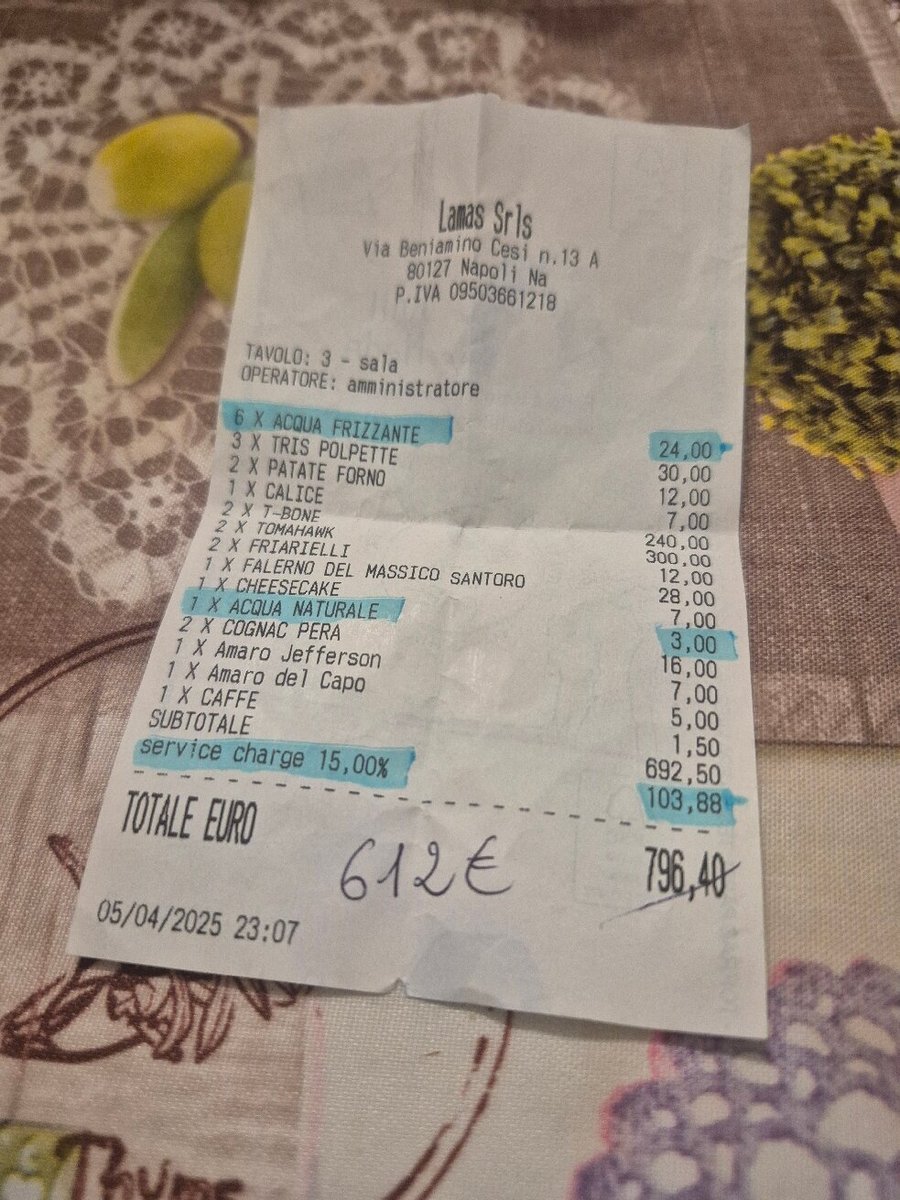 Lamas Srls
Via Beniamino Cesi n.13 A
80127 Napoli Na
P.IVA 09503661218
TAVOLO: 3 - sala
OPERATORE: amministratore
6 X ACQUA FRIZZANTE 24,00
3 X TRIS POLPETTE 30,00
2 X PATATE FORNO 12,00
1 X CALICE 7,00
2 X T-BONE 240,00
2 X TOMAHAWK 300,00
2 X FRIARIELLI 12,00
1 X FALERNO DEL MASSICO SANTORO 28,00
1 X CHEESECAKE 7,00
1 X ACQUA NATURALE 3,00
2 X COGNAC PERA 16,00
1 X Amaro Jefferson 7,00
1 X Amaro del Capo 5,00
1 X CAFFE 1,50
SUBTOTALE 692,50
service charge 15,00% 103,88
TOTALE EURO 796,40
612€
05/04/2025 23:07